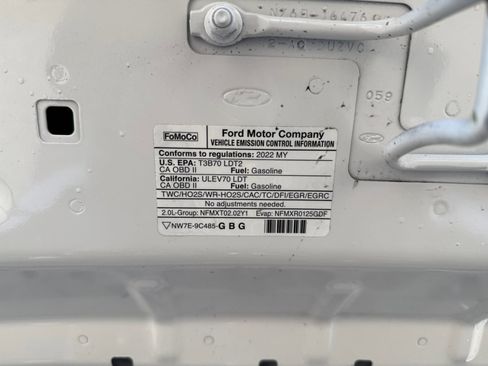 059
FoMoCo
Ford Motor Company
VEHICLE EMISSION CONTROL INFORMATION
Conforms to regulations: 2022 MY
U.S. EPA: T3B70 LDT2
CA OBD II Fuel: Gasoline
California: ULEV70 LDT
CA OBD II Fuel: Gasoline
TWC/HO2S/WR-HO2S/CAC/TC/DFI/EGR/EGRC
No adjustments needed.
2.0L-Group: NFMXT02.02Y1 Evap: NFMXR0125GDF
NW7E-9C485-GBG